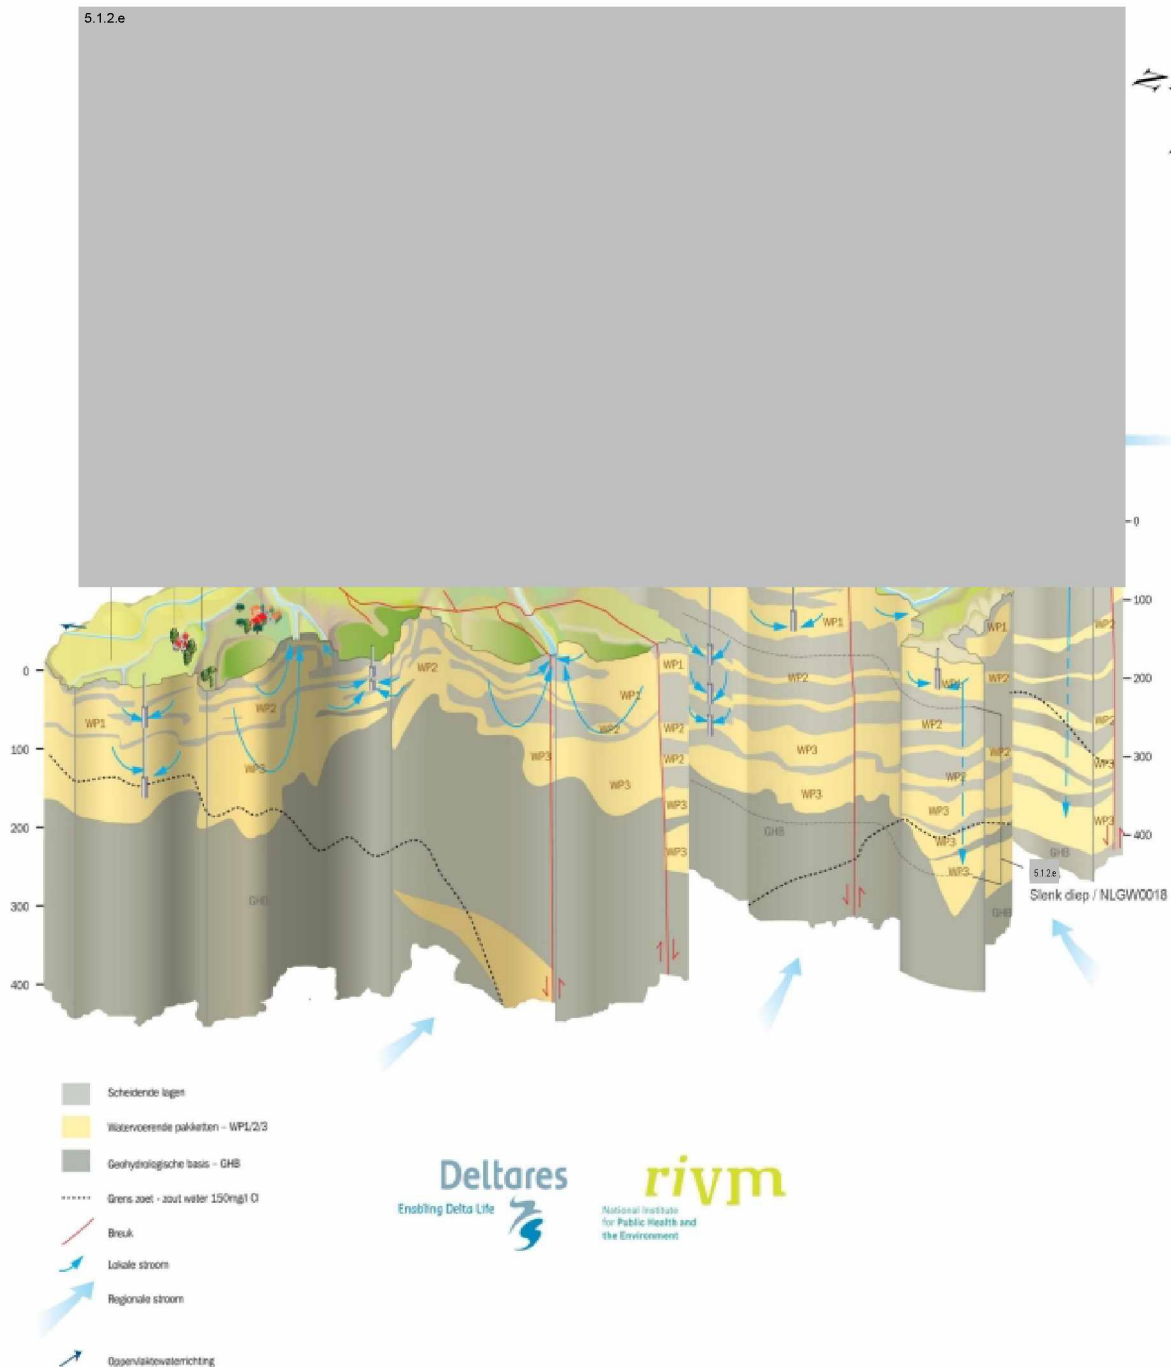 5.1.2.e
N
0
100
200
300
400
0
100
200
300
400
WP1
WP2
WP3
GHB
WP2
WP3
WP1
WP2
WP3
WP1
WP2
WP2
WP3
WP3
WP1
WP2
WP3
WP3
GHB
WP1
WP2
WP2
WP3
WP3
WP3
WP1
WP2
WP2
GHB
WP2
WP2
WP3
WP3
GHB
5.1.2.e
Slenk diep / NLGW0018
Scheidende lagen
Watervoerende pakketten – WP1/2/3
Geohydrologische basis – GHB
Grens zoet - zout water 150mg/l Cl
Breuk
Lokale stroom
Regionale stroom
Oppervlaktewaterrichting
Deltares
Enabling Delta Life
rivm
National Institute
for Public Health and
the Environment